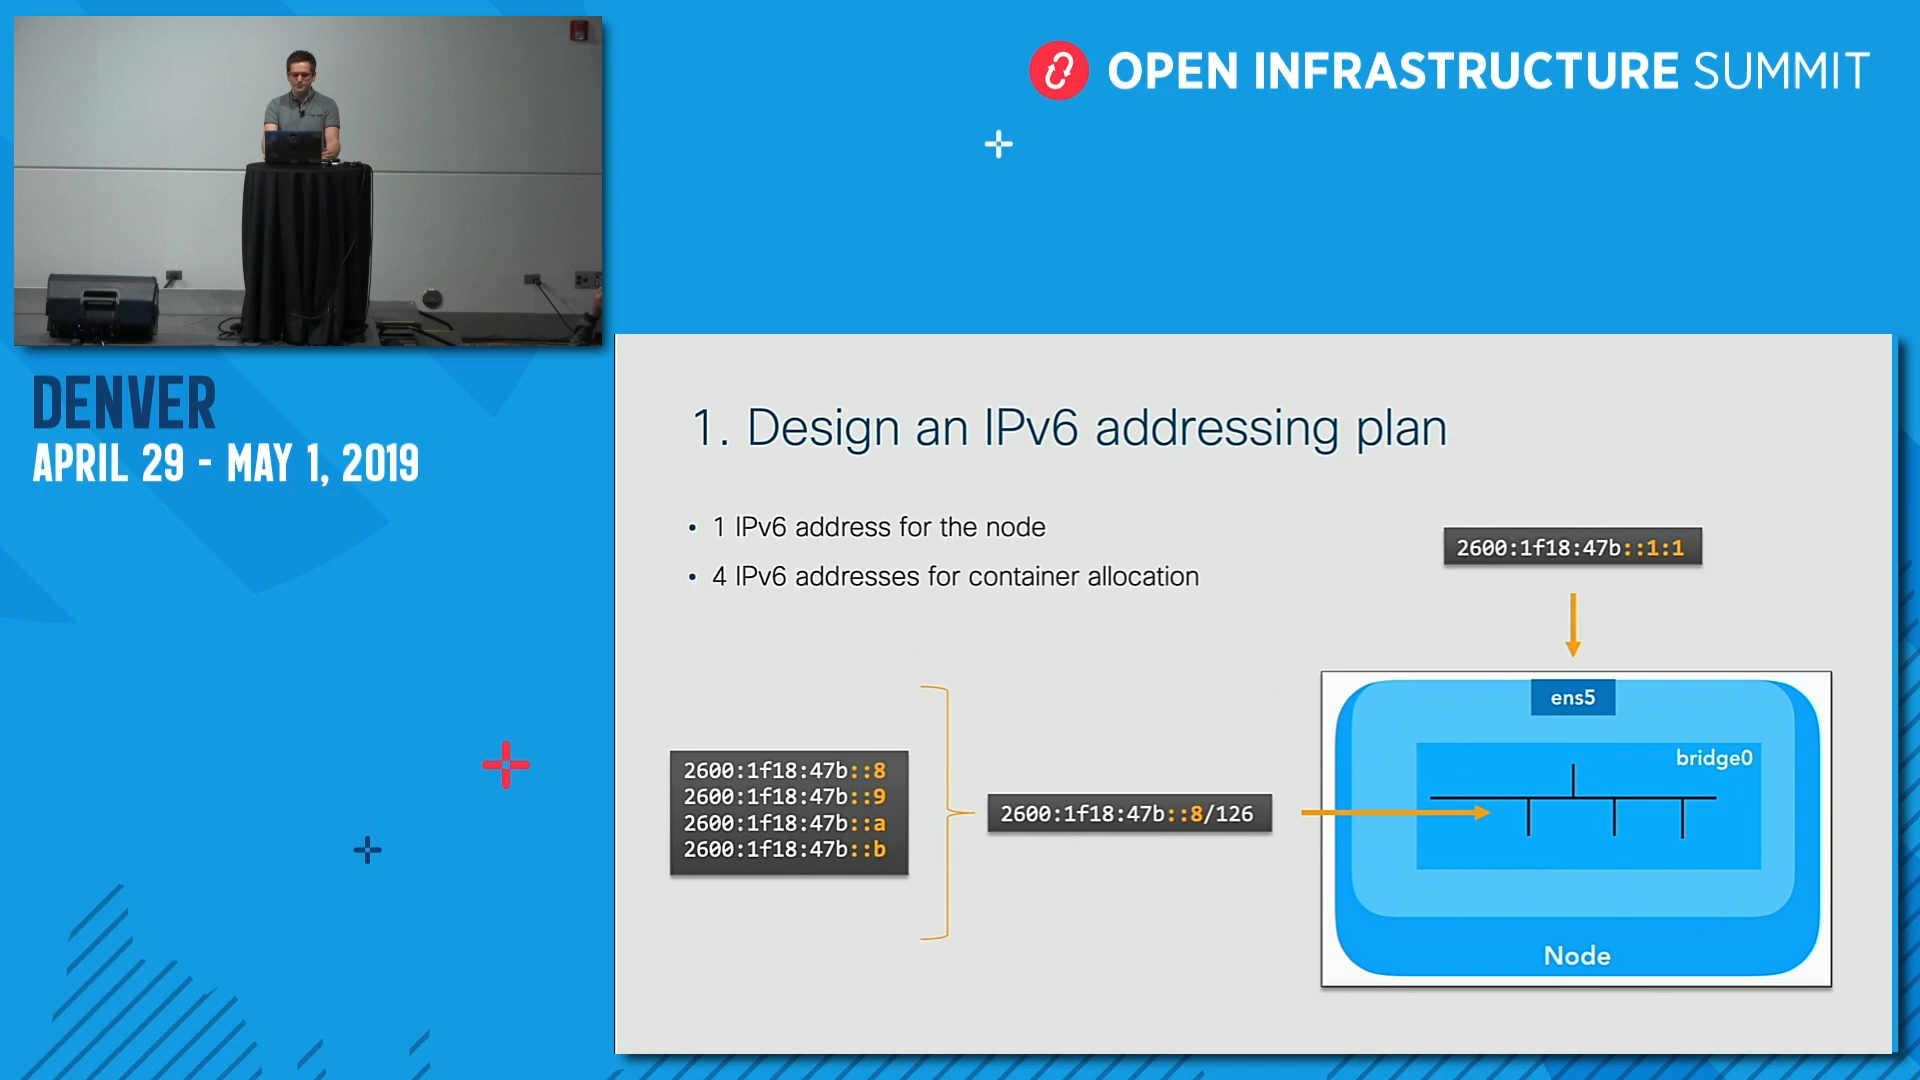 OPEN INFRASTRUCTURE SUMMIT
DENVER
APRIL 29 - MAY 1, 2019
1. Design an IPv6 addressing plan
• 1 IPv6 address for the node
• 4 IPv6 addresses for container allocation
2600:1f18:47b::1:1
ens5
bridge0
2600:1f18:47b::8
2600:1f18:47b::9
2600:1f18:47b::a
2600:1f18:47b::b
2600:1f18:47b::8/126
Node